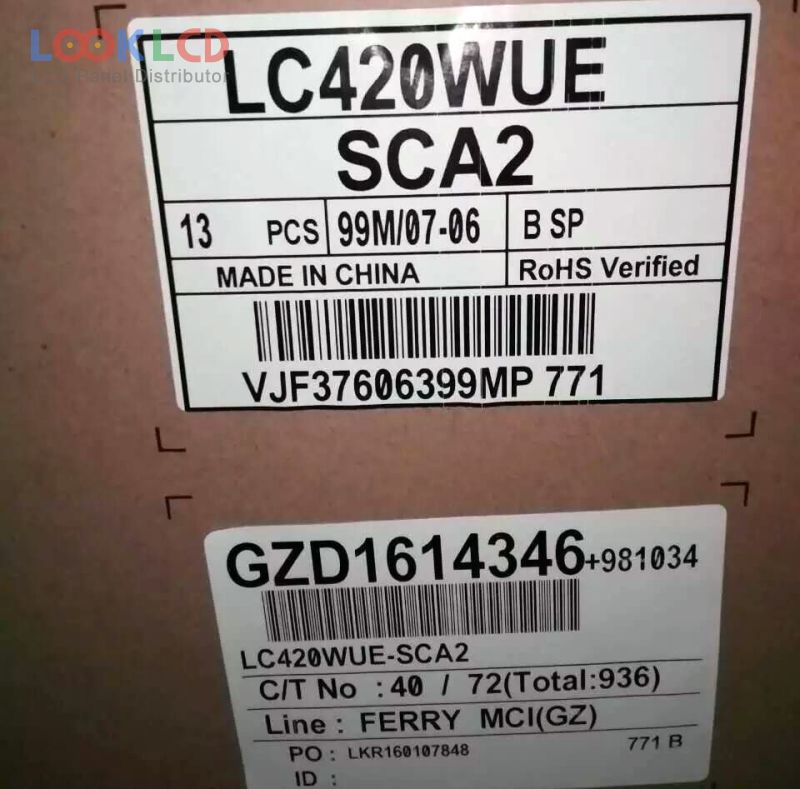 LOOKLCD
Distributor
LC420WUE
SCA2
13 PCS 99M/07-06 B SP
MADE IN CHINA RoHS Verified
VJF37606399MP 771
GZD1614346+981034
LC420WUE-SCA2
C/T No : 40 / 72(Total:936)
Line : FERRY MCI(GZ)
PO : LKR160107848 771 B
ID :